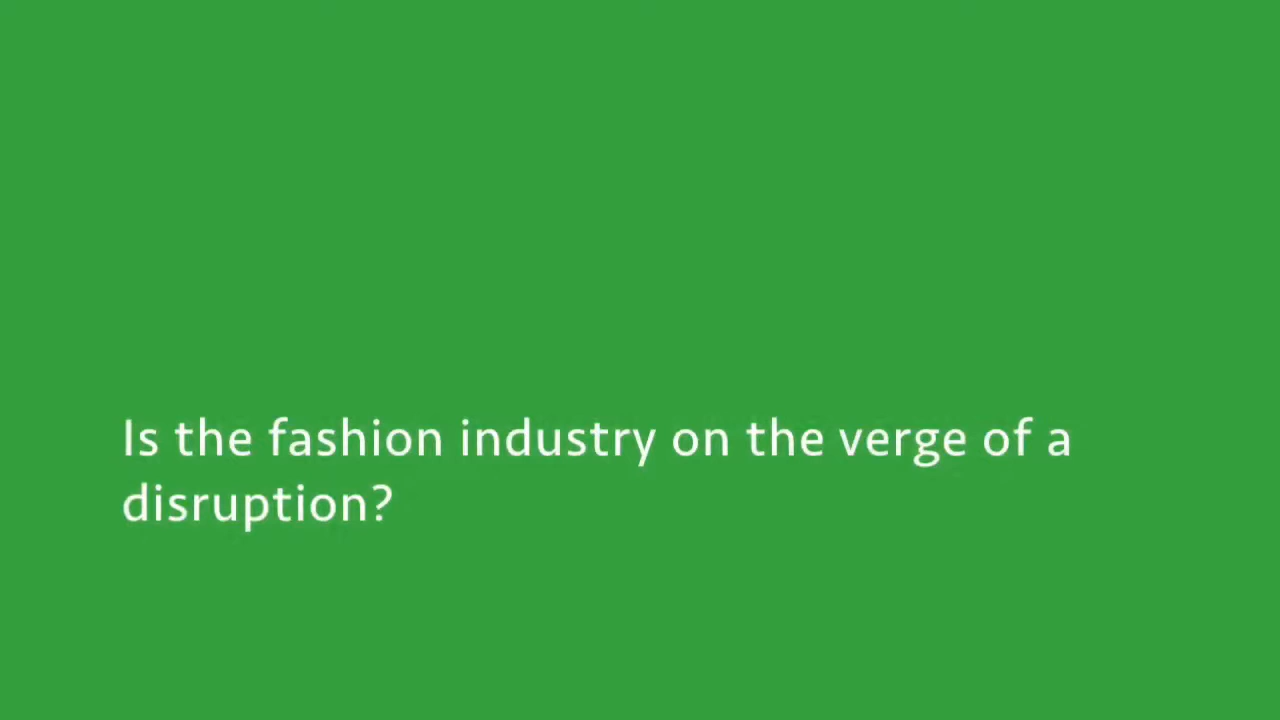 Is the fashion industry on the verge of a
disruption?